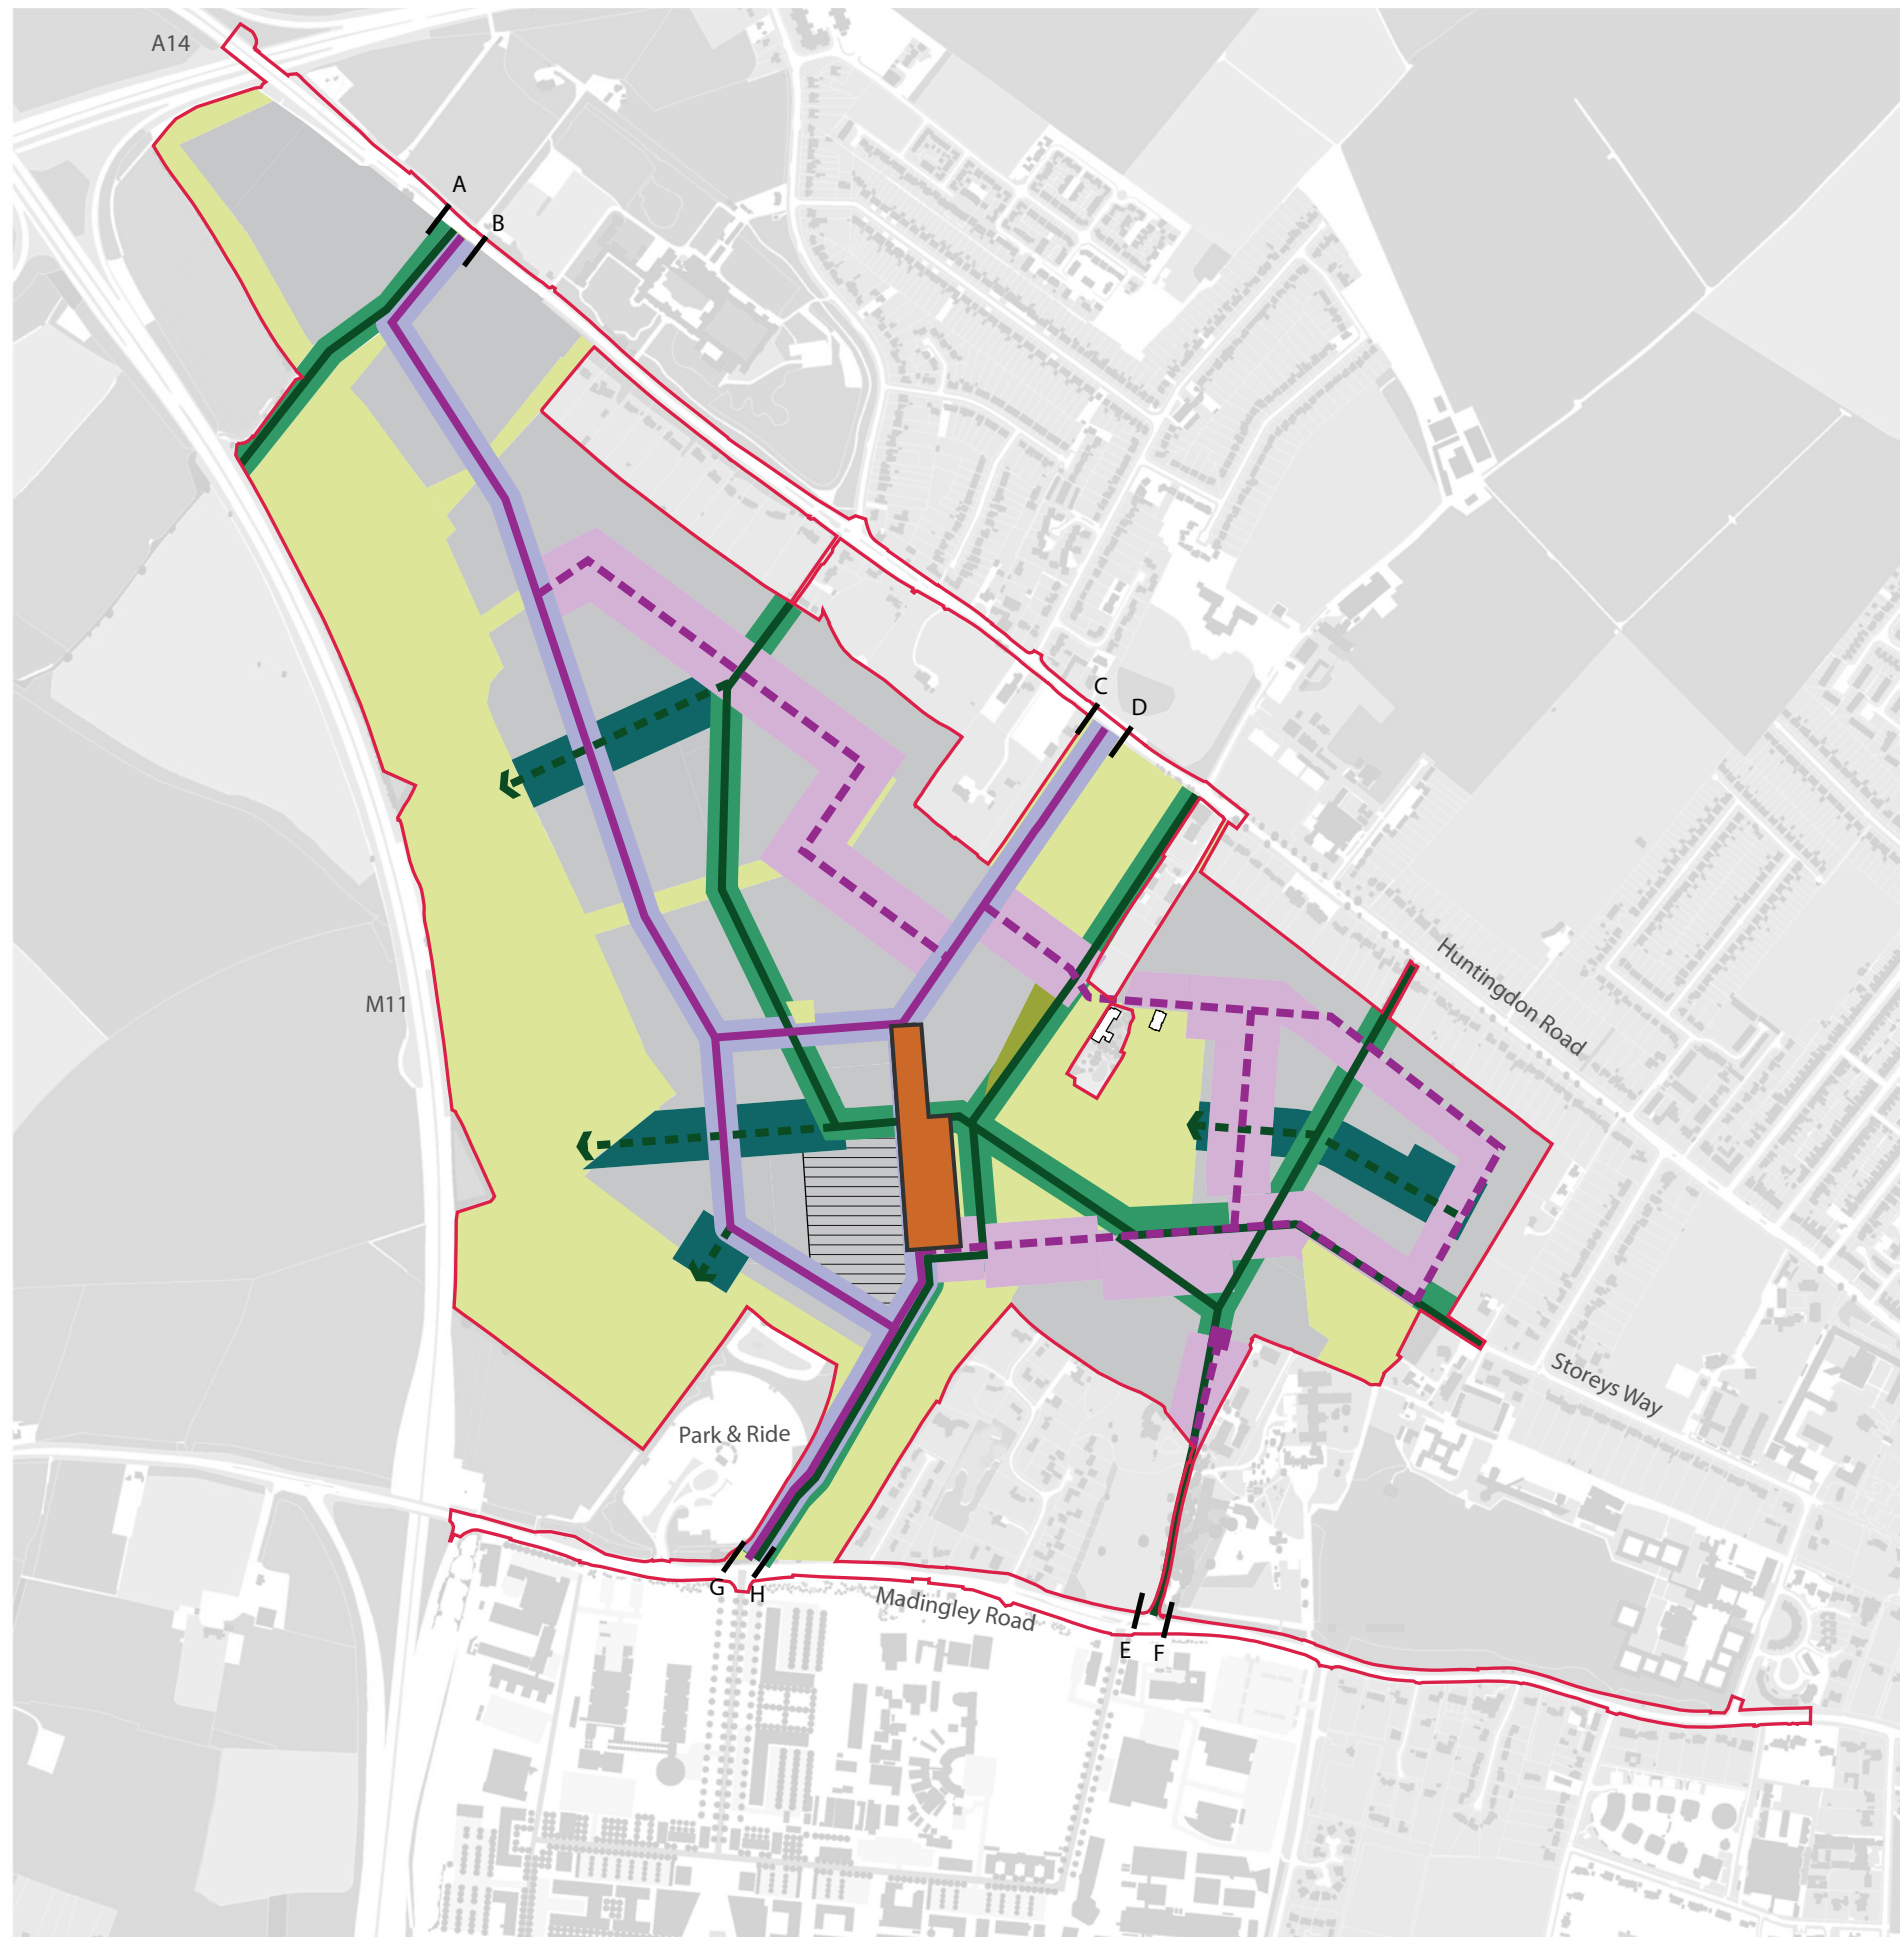 A14
A
B
C
D
Huntingdon Road
M11
Storeys Way
Park & Ride
G
H
Madingley Road
E
F